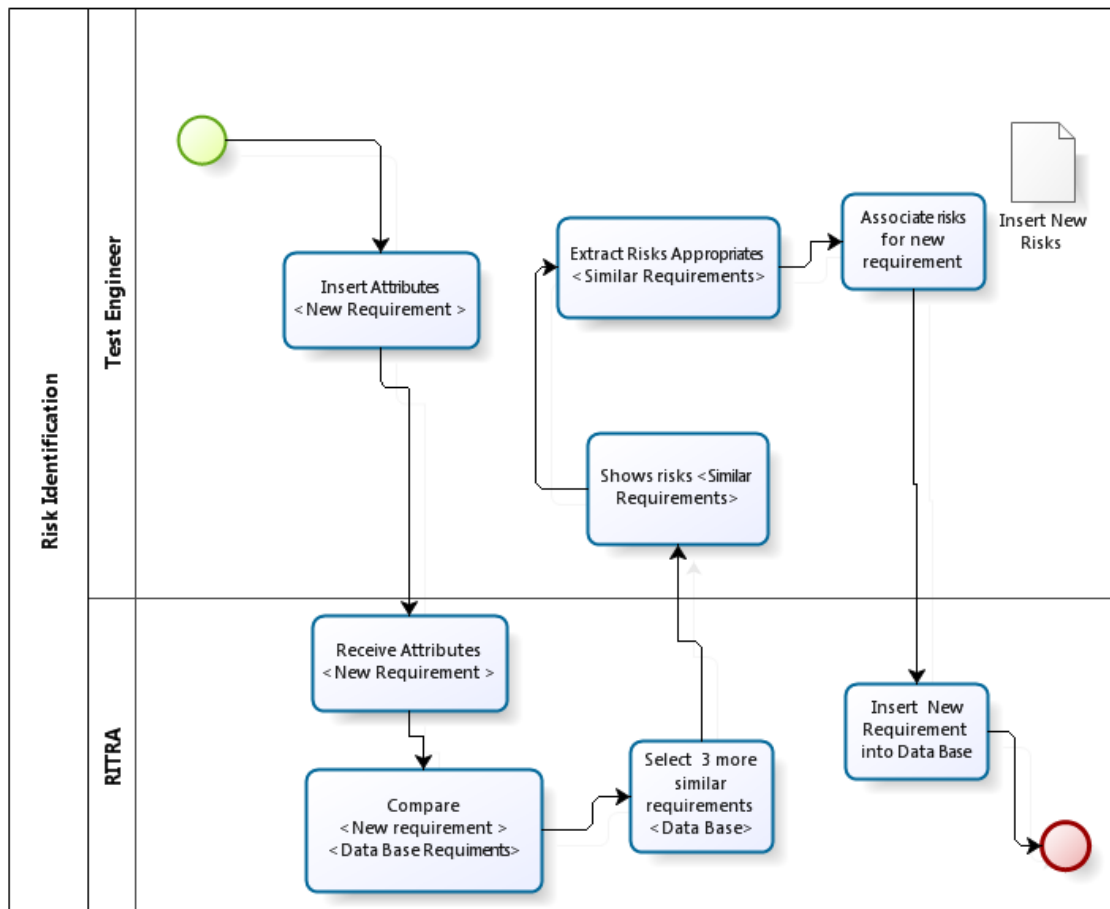 Risk Identification
Test Engineer
Insert Attributes
< New Requirement >
Extract Risks Appropriates
< Similar Requirements>
Associate risks
for new
requirement
Insert New
Risks
Shows risks <Similar
Requirements>
RITRA
Receive Attributes
< New Requirement >
Compare
< New requirement >
<Data Base Requiments>
Select 3 more
similar
requirements
<Data Base>
Insert New
Requirement
into Data Base